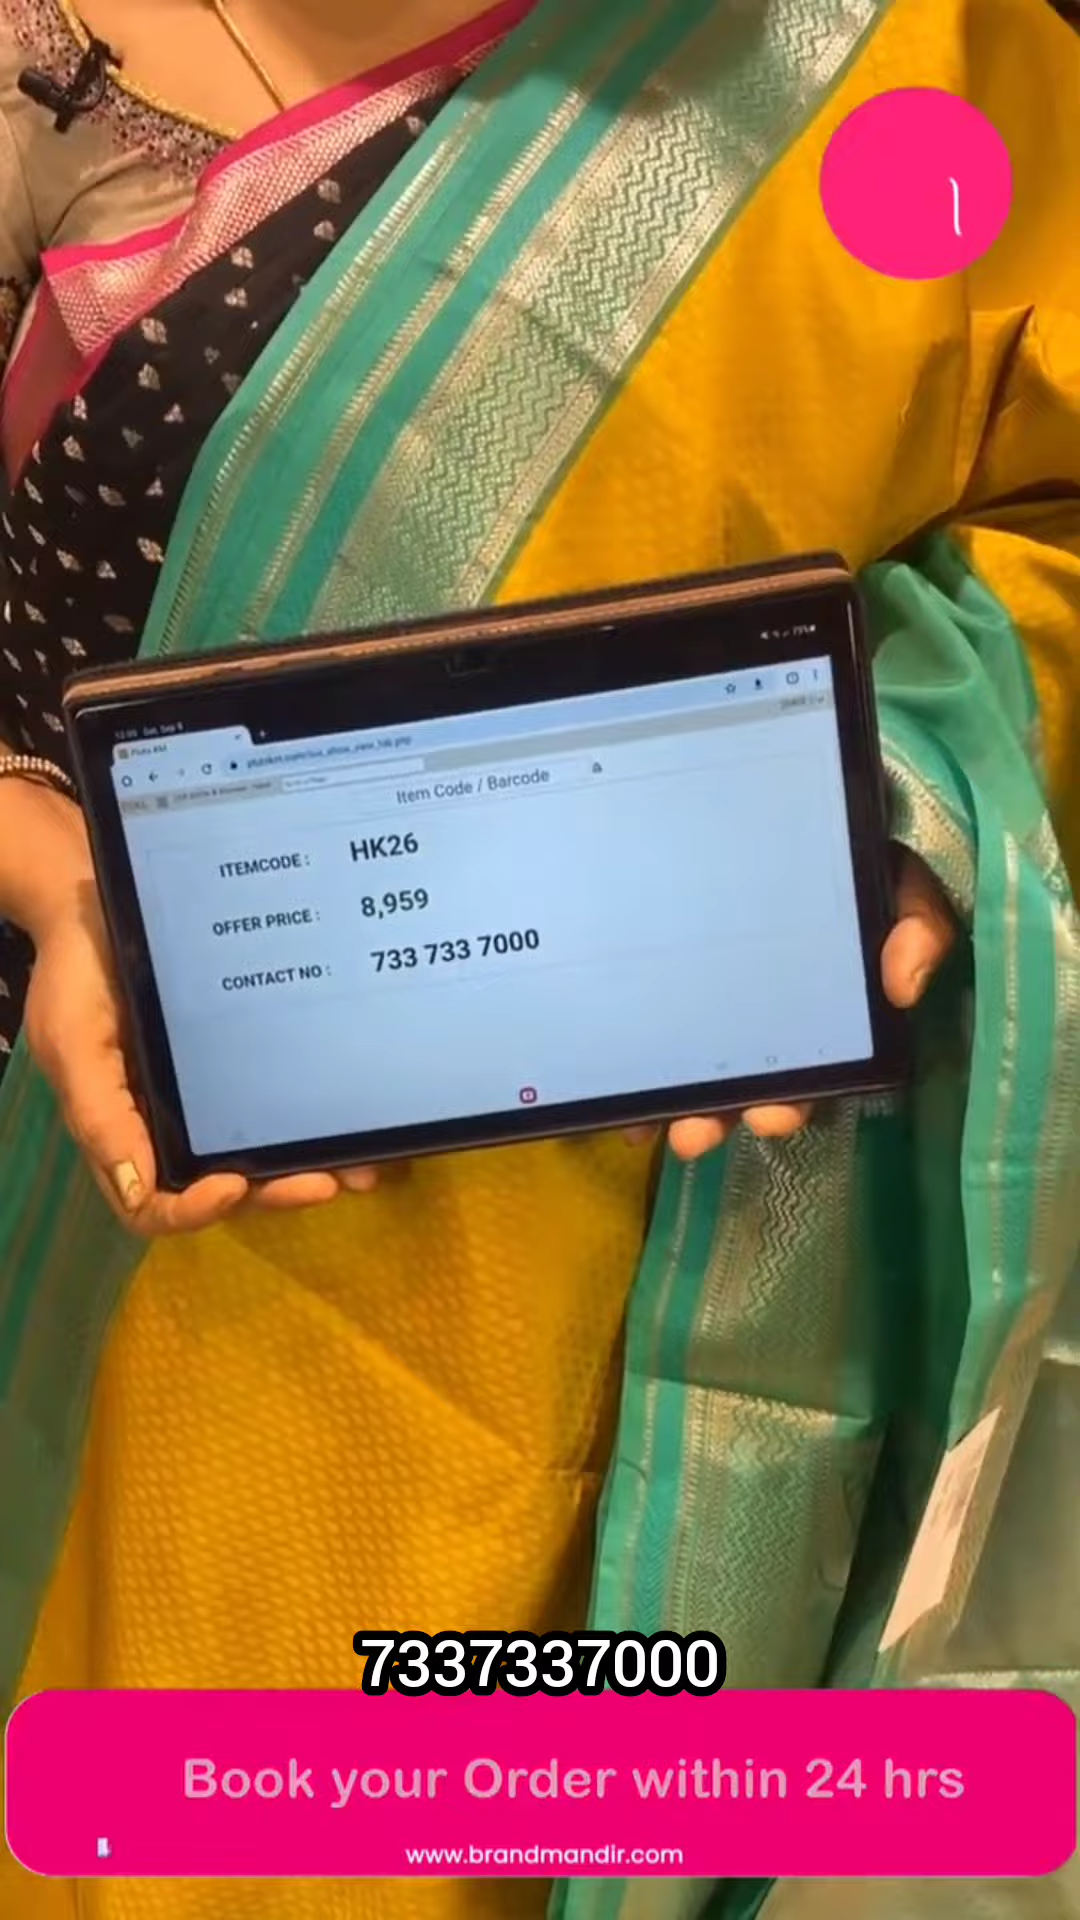 Item Code / Barcode
ITEMCODE : HK26
OFFER PRICE : 8,959
CONTACT NO : 733 733 7000
7337337000
Book your Order within 24 hrs
www.brandmandir.com